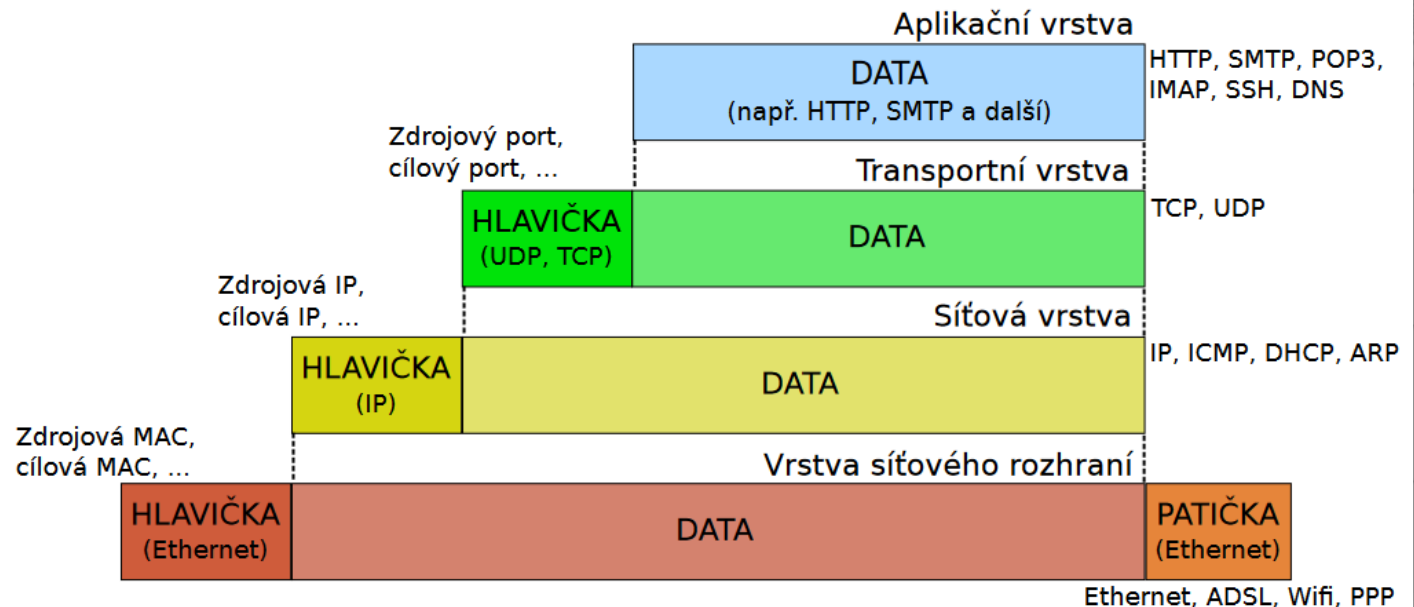 Aplikační vrstva
DATA
(např. HTTP, SMTP a další)
HTTP, SMTP, POP3,
IMAP, SSH, DNS
Zdrojový port,
cílový port, ...
Transportní vrstva
HLAVIČKA
(UDP, TCP)
DATA
TCP, UDP
Zdrojová IP,
cílová IP, ...
Síťová vrstva
HLAVIČKA
(IP)
DATA
IP, ICMP, DHCP, ARP
Zdrojová MAC,
cílová MAC, ...
Vrstva síťového rozhraní
HLAVIČKA
(Ethernet)
DATA
PATIČKA
(Ethernet)
Ethernet, ADSL, Wifi, PPP